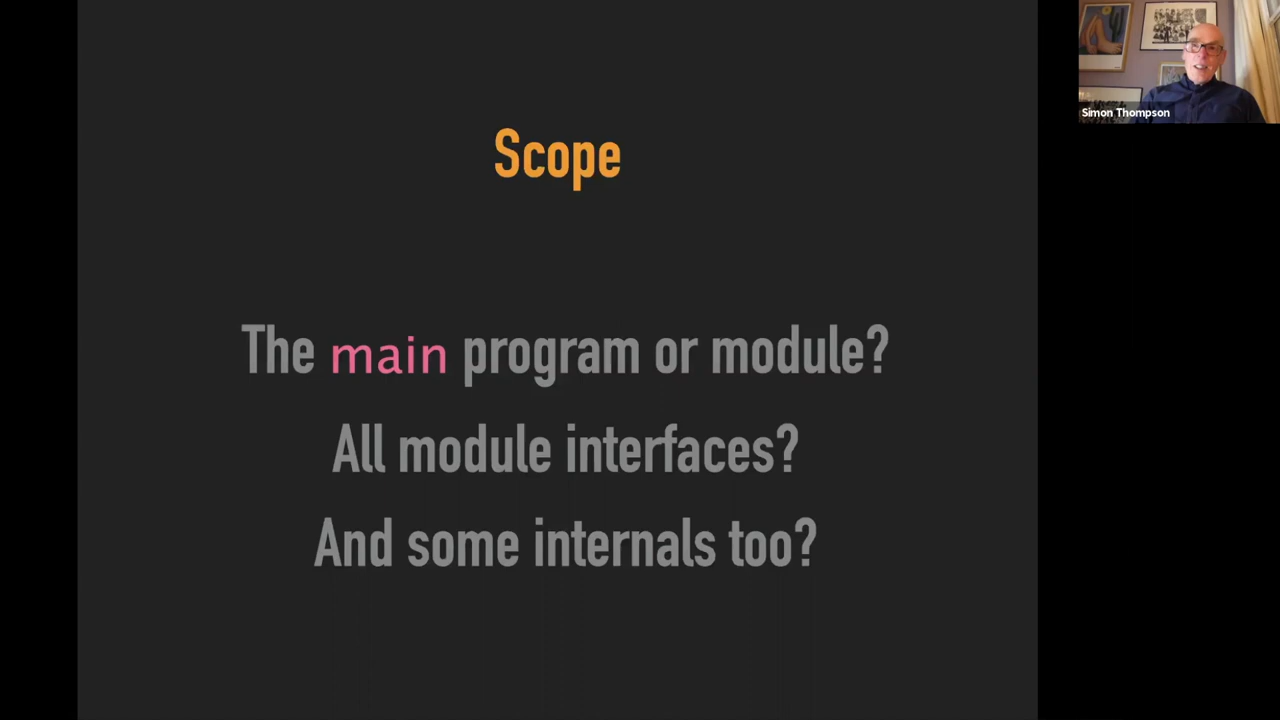 Scope
The main program or module?
All module interfaces?
And some internals too?
Simon Thompson